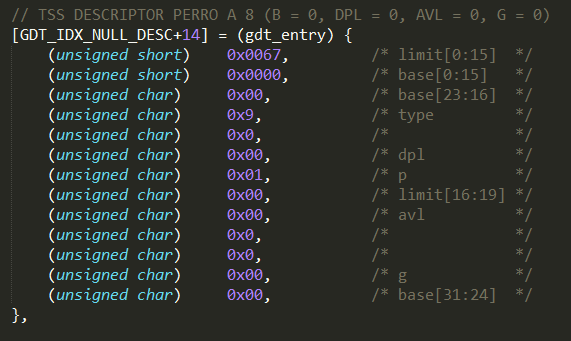 // TSS DESCRIPTOR PERRO A 8 (B = 0, DPL = 0, AVL = 0, G = 0)
[GDT_IDX_NULL_DESC+14] = (gdt_entry) {
    (unsigned short)    0x0067,        /* limit[0:15]  */
    (unsigned short)    0x0000,        /* base[0:15]   */
    (unsigned char)     0x00,          /* base[23:16]  */
    (unsigned char)     0x9,           /* type         */
    (unsigned char)     0x0,           /*              */
    (unsigned char)     0x00,          /* dpl          */
    (unsigned char)     0x01,          /* p            */
    (unsigned char)     0x00,          /* limit[16:19] */
    (unsigned char)     0x00,          /* avl          */
    (unsigned char)     0x0,           /*              */
    (unsigned char)     0x0,           /*              */
    (unsigned char)     0x00,          /* g            */
    (unsigned char)     0x00,          /* base[31:24]  */
},